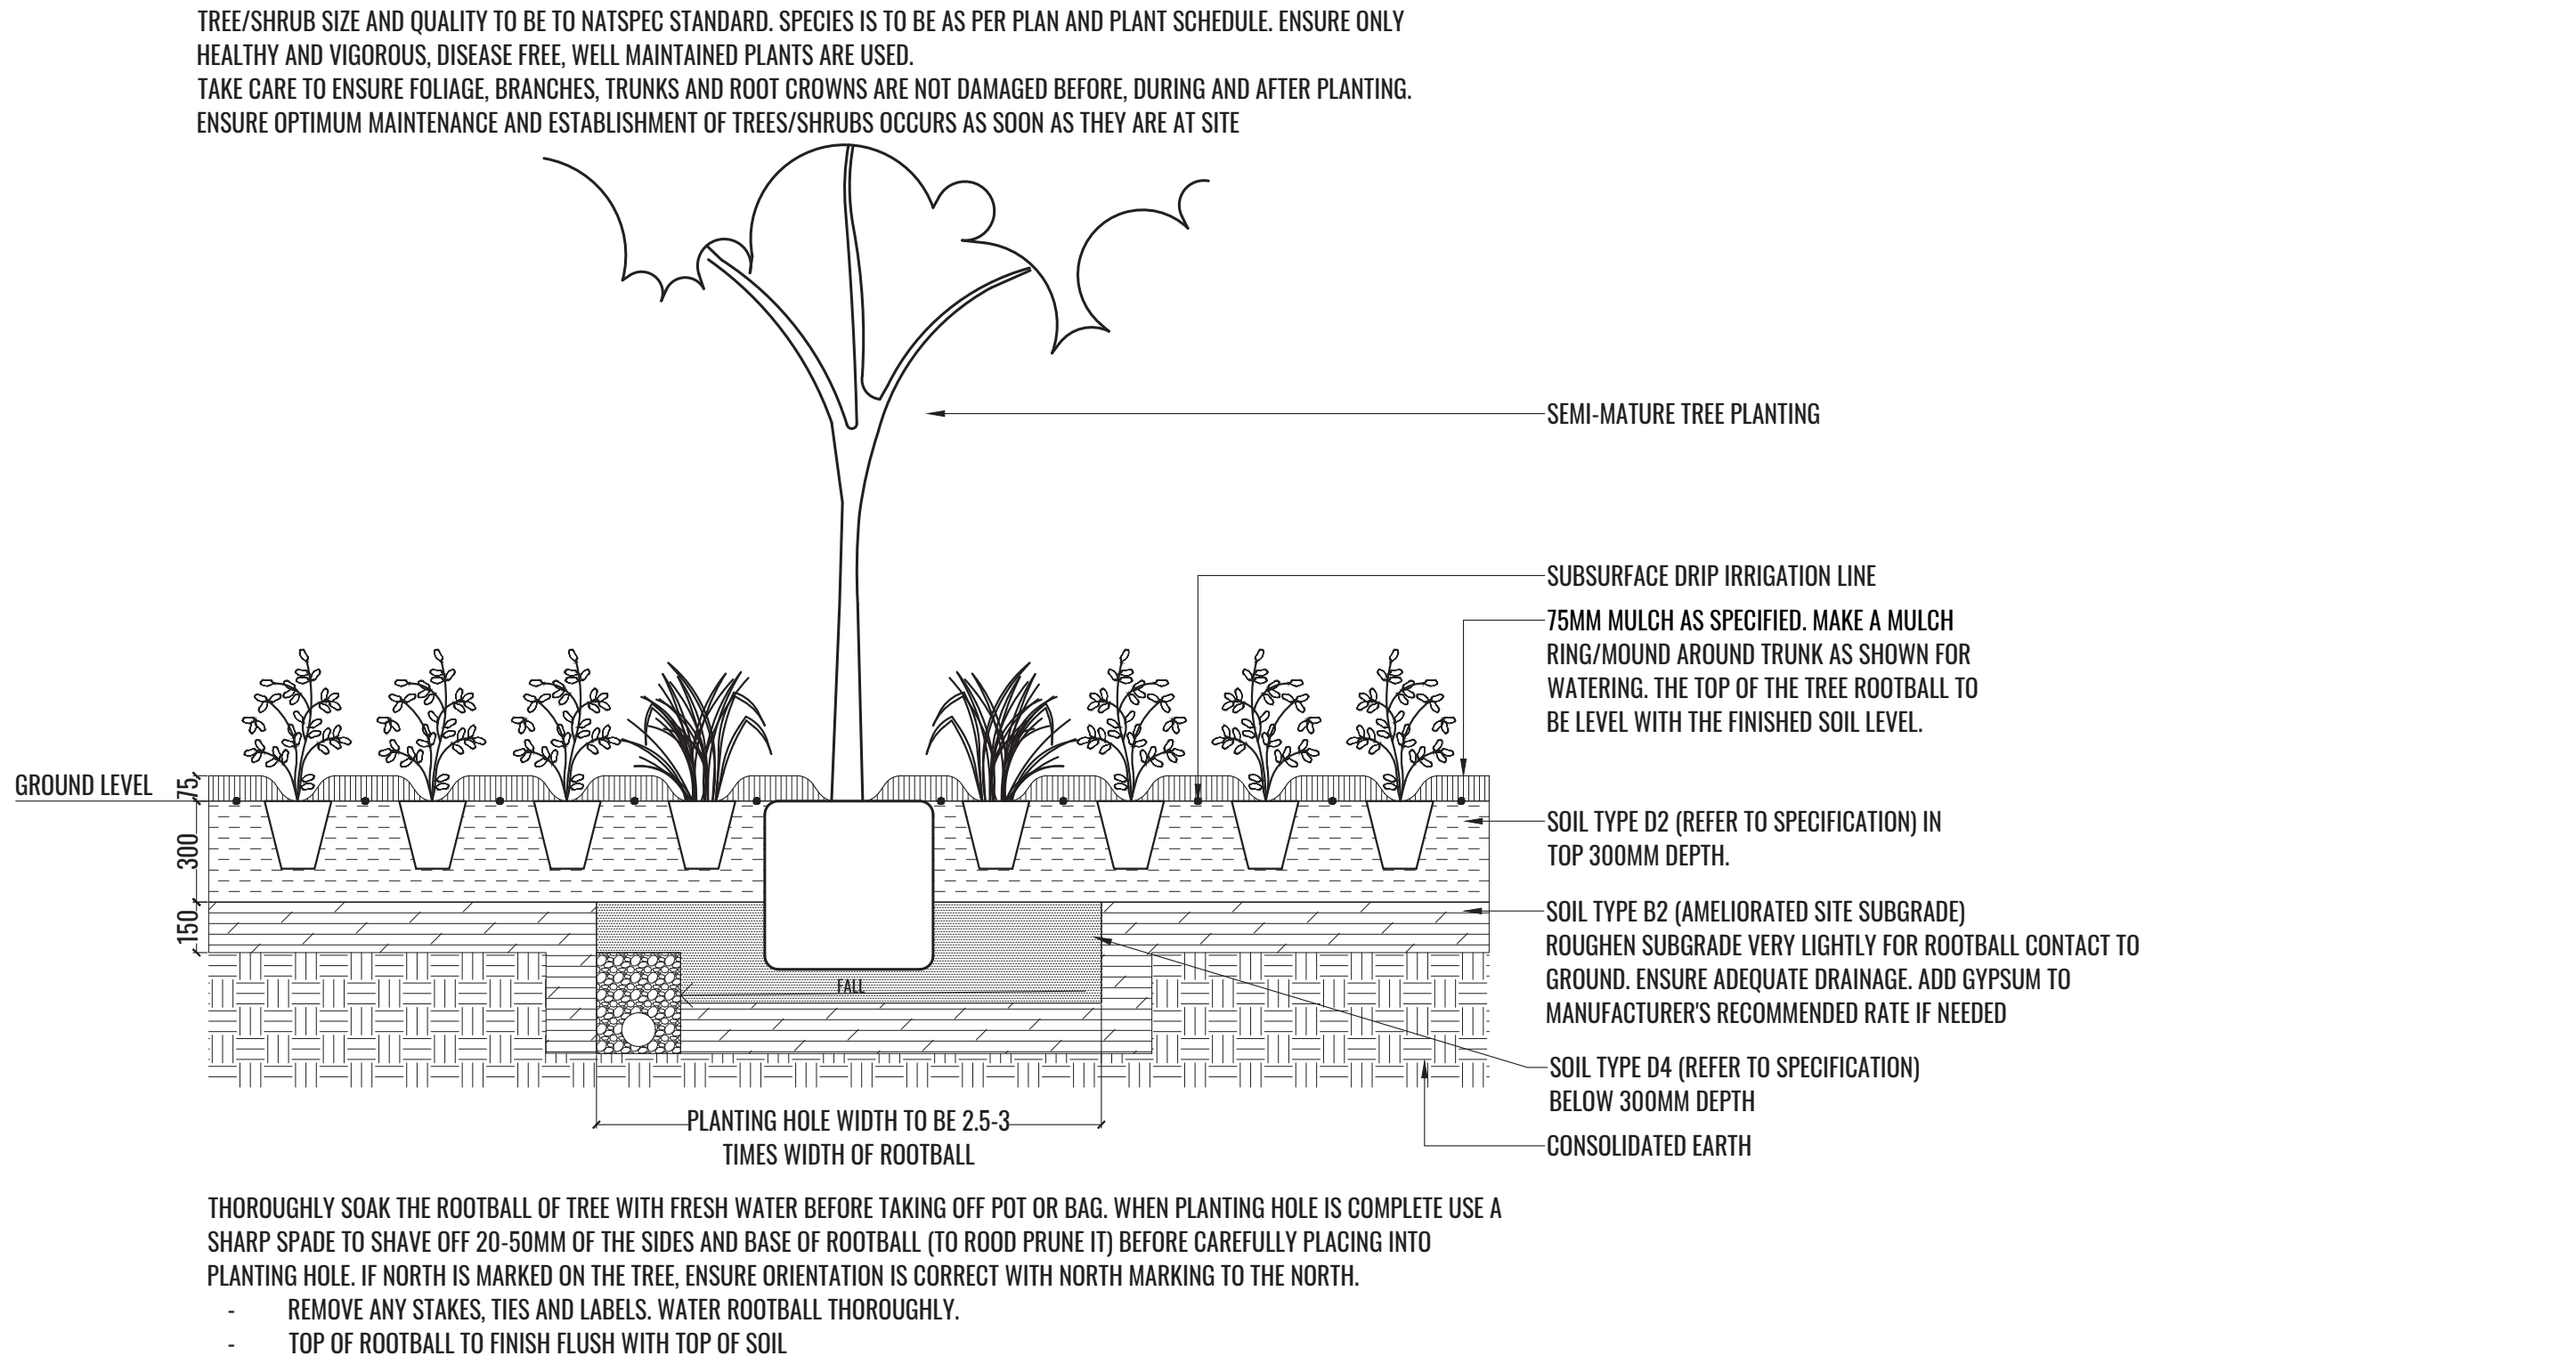 TREE/SHRUB SIZE AND QUALITY TO BE TO NATSPEC STANDARD. SPECIES IS TO BE AS PER PLAN AND PLANT SCHEDULE. ENSURE ONLY
HEALTHY AND VIGOROUS, DISEASE FREE, WELL MAINTAINED PLANTS ARE USED.
TAKE CARE TO ENSURE FOLIAGE, BRANCHES, TRUNKS AND ROOT CROWNS ARE NOT DAMAGED BEFORE, DURING AND AFTER PLANTING.
ENSURE OPTIMUM MAINTENANCE AND ESTABLISHMENT OF TREES/SHRUBS OCCURS AS SOON AS THEY ARE AT SITE
SEMI-MATURE TREE PLANTING
SUBSURFACE DRIP IRRIGATION LINE
75MM MULCH AS SPECIFIED. MAKE A MULCH
RING/MOUND AROUND TRUNK AS SHOWN FOR
WATERING. THE TOP OF THE TREE ROOTBALL TO
BE LEVEL WITH THE FINISHED SOIL LEVEL.
GROUND LEVEL
75
300
150
SOIL TYPE D2 (REFER TO SPECIFICATION) IN
TOP 300MM DEPTH.
SOIL TYPE B2 (AMELIORATED SITE SUBGRADE)
ROUGHEN SUBGRADE VERY LIGHTLY FOR ROOTBALL CONTACT TO
GROUND. ENSURE ADEQUATE DRAINAGE. ADD GYPSUM TO
MANUFACTURER'S RECOMMENDED RATE IF NEEDED
FALL
SOIL TYPE D4 (REFER TO SPECIFICATION)
BELOW 300MM DEPTH
CONSOLIDATED EARTH
PLANTING HOLE WIDTH TO BE 2.5-3
TIMES WIDTH OF ROOTBALL
THOROUGHLY SOAK THE ROOTBALL OF TREE WITH FRESH WATER BEFORE TAKING OFF POT OR BAG. WHEN PLANTING HOLE IS COMPLETE USE A
SHARP SPADE TO SHAVE OFF 20-50MM OF THE SIDES AND BASE OF ROOTBALL (TO ROOD PRUNE IT) BEFORE CAREFULLY PLACING INTO
PLANTING HOLE. IF NORTH IS MARKED ON THE TREE, ENSURE ORIENTATION IS CORRECT WITH NORTH MARKING TO THE NORTH.
- REMOVE ANY STAKES, TIES AND LABELS. WATER ROOTBALL THOROUGHLY.
- TOP OF ROOTBALL TO FINISH FLUSH WITH TOP OF SOIL